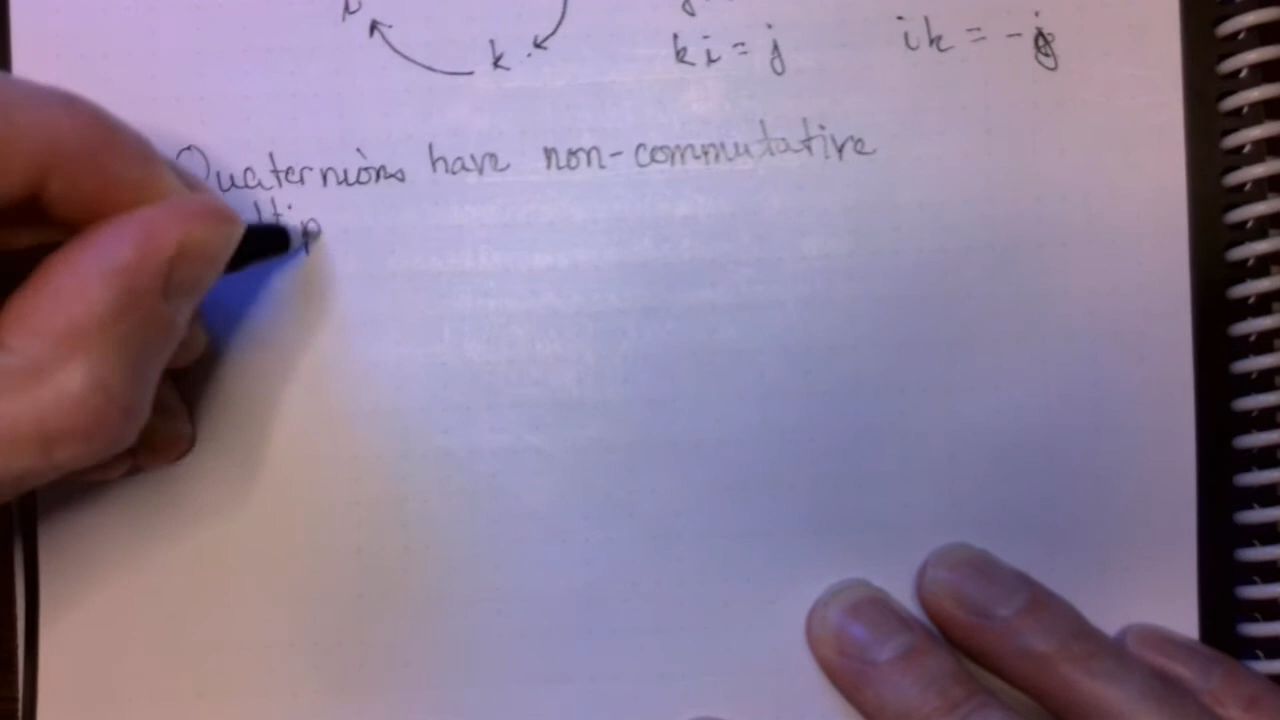 k
ki = j
ik = -j
Quaternions have non-commutative